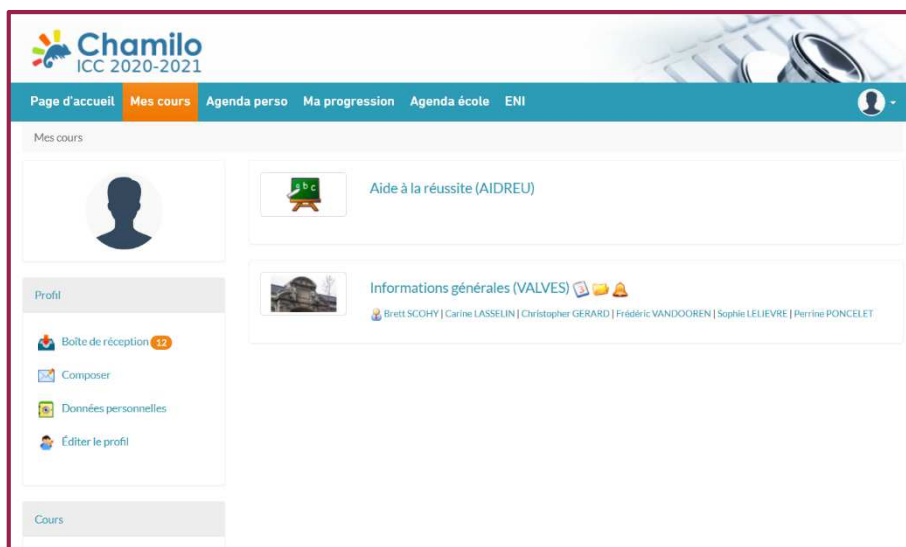 Chamilo
ICC 2020-2021
Page d'accueil Mes cours Agenda perso Ma progression Agenda école ENI
Mes cours
Aide à la réussite (AIDREU)
Informations générales (VALVES)
Brett SCOHY | Carine LASSELIN | Christopher GERARD | Frédéric VANDOOREN | Sophie LELIEVRE | Perrine PONCELET
Profil
Boîte de réception 12
Composer
Données personnelles
Éditer le profil
Cours